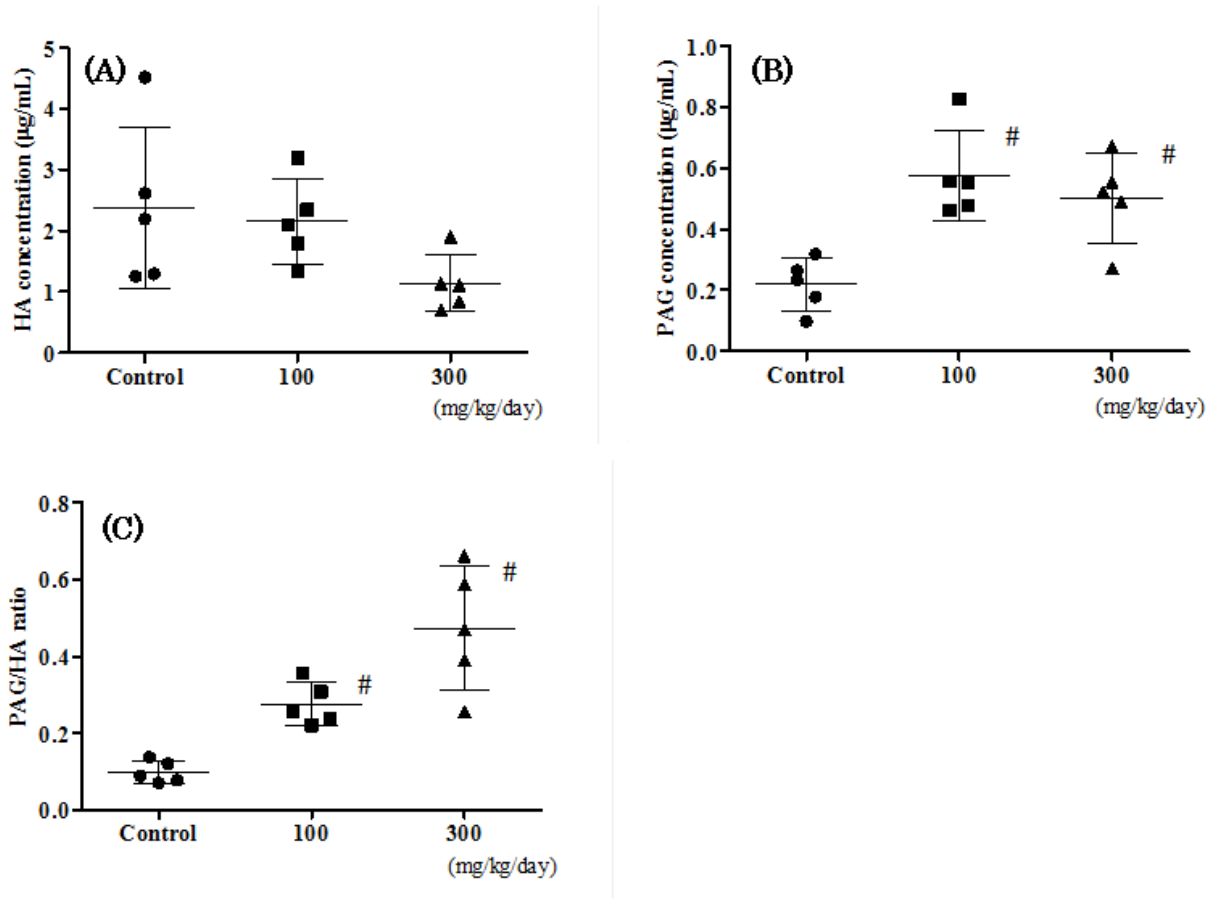 (A)
HA concentration (µg/mL)
5
4
3
2
1
0
Control 100 300
(mg/kg/day)
(B)
PAG concentration (µg/mL)
1.0
0.8
0.6
0.4
0.2
0.0
# #
Control 100 300
(mg/kg/day)
(C)
PAG/HA ratio
0.8
0.6
0.4
0.2
0.0
# #
Control 100 300
(mg/kg/day)